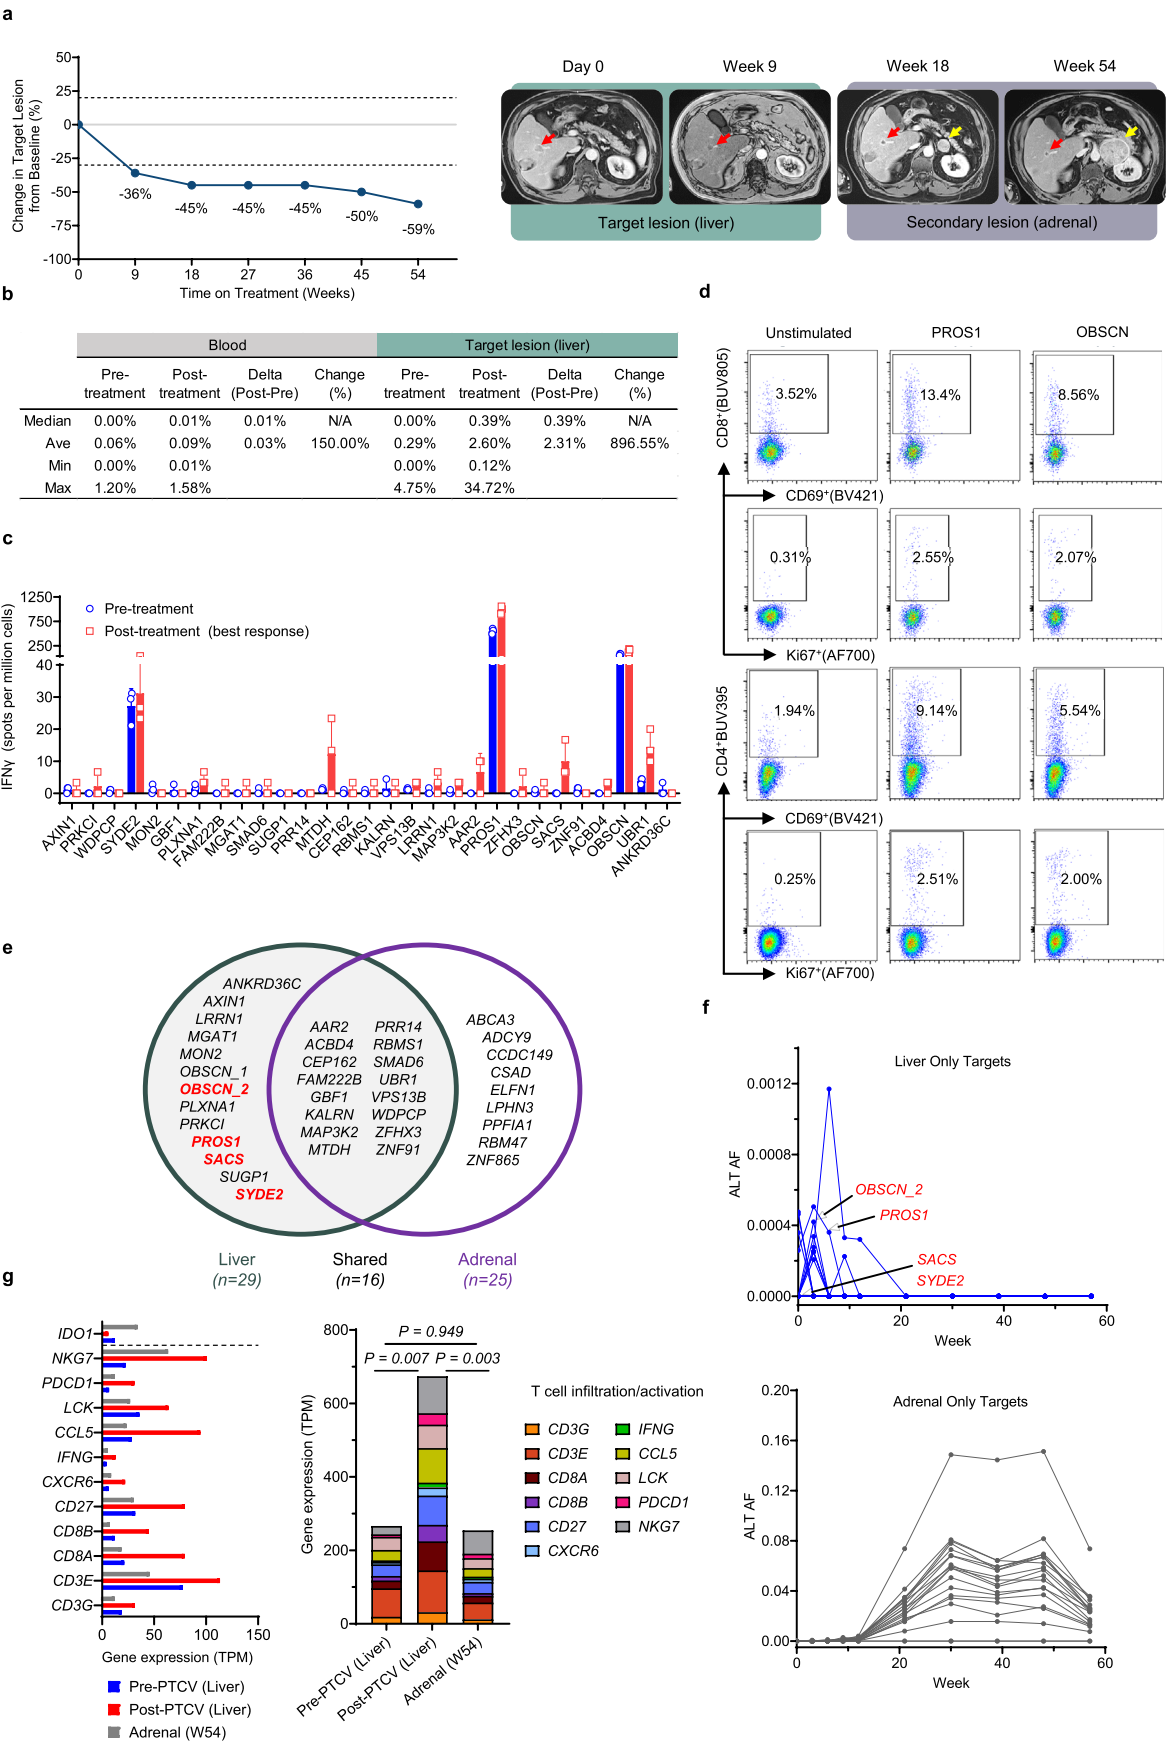 a
50
25
0
-25
-50
-75
-100
Change in Target Lesion
from Baseline (%)
-36%
-45%
-45%
-45%
-50%
-59%
0
9
18
27
36
45
54
Time on Treatment (Weeks)
Day 0
Week 9
Week 18
Week 54
Target lesion (liver)
Secondary lesion (adrenal)
b
Blood
Target lesion (liver)
Pre-treatment
Post-treatment
Delta (Post-Pre)
Change (%)
Pre-treatment
Post-treatment
Delta (Post-Pre)
Change (%)
Median 0.00% 0.01% 0.01% N/A 0.00% 0.39% 0.39% N/A
Ave 0.06% 0.09% 0.03% 150.00% 0.29% 2.60% 2.31% 896.55%
Min 0.00% 0.01% 0.00% 0.12%
Max 1.20% 1.58% 4.75% 34.72%
c
IFNγ (spots per million cells)
1250
750
250
40
30
20
10
0
Pre-treatment
Post-treatment (best response)
AXIN1
PRKCI
WDPCP
SYDE2
MON2
GBF1
PLXNA1
FAM222B
MGAT1
SMAD6
SUGP1
PRR14
MTDH
CEP162
RBMS1
KALRN
VPS13B
LRRN1
MAP3K2
AAR2
PROS1
ZFHX3
OBSCN
SACS
ZNF91
ACBD4
OBSCN
UBR1
ANKRD36C
d
Unstimulated
PROS1
OBSCN
CD8⁺(BUV805)
3.52%
13.4%
8.56%
CD69⁺(BV421)
0.31%
2.55%
2.07%
Ki67⁺(AF700)
CD4⁺BUV395
1.94%
9.14%
5.54%
CD69⁺(BV421)
0.25%
2.51%
2.00%
Ki67⁺(AF700)
e
ANKRD36C
AXIN1
LRRN1
MGAT1
MON2
OBSCN_1
OBSCN_2
PLXNA1
PRKCI
PROS1
SACS
SUGP1
SYDE2
AAR2 PRR14
ACBD4 RBMS1
CEP162 SMAD6
FAM222B UBR1
GBF1 VPS13B
KALRN WDPCP
MAP3K2 ZFHX3
MTDH ZNF91
ABCA3
ADCY9
CCDC149
CSAD
ELFN1
LPHN3
PPFIA1
RBM47
ZNF865
Liver
(n=29)
Shared
(n=16)
Adrenal
(n=25)
f
Liver Only Targets
ALT AF
0.0012
0.0008
0.0004
0.0000
OBSCN_2
PROS1
SACS
SYDE2
0
20
40
60
Week
Adrenal Only Targets
ALT AF
0.20
0.16
0.12
0.08
0.04
0.00
0
20
40
60
Week
g
IDO1
NKG7
PDCD1
LCK
CCL5
IFNG
CXCR6
CD27
CD8B
CD8A
CD3E
CD3G
0
50
100
150
Gene expression (TPM)
Pre-PTCV (Liver)
Post-PTCV (Liver)
Adrenal (W54)
Gene expression (TPM)
800
600
400
200
0
P = 0.949
P = 0.007
P = 0.003
Pre-PTCV (Liver)
Post-PTCV (Liver)
Adrenal (W54)
T cell infiltration/activation
CD3G
CD3E
CD8A
CD8B
CD27
CXCR6
IFNG
CCL5
LCK
PDCD1
NKG7